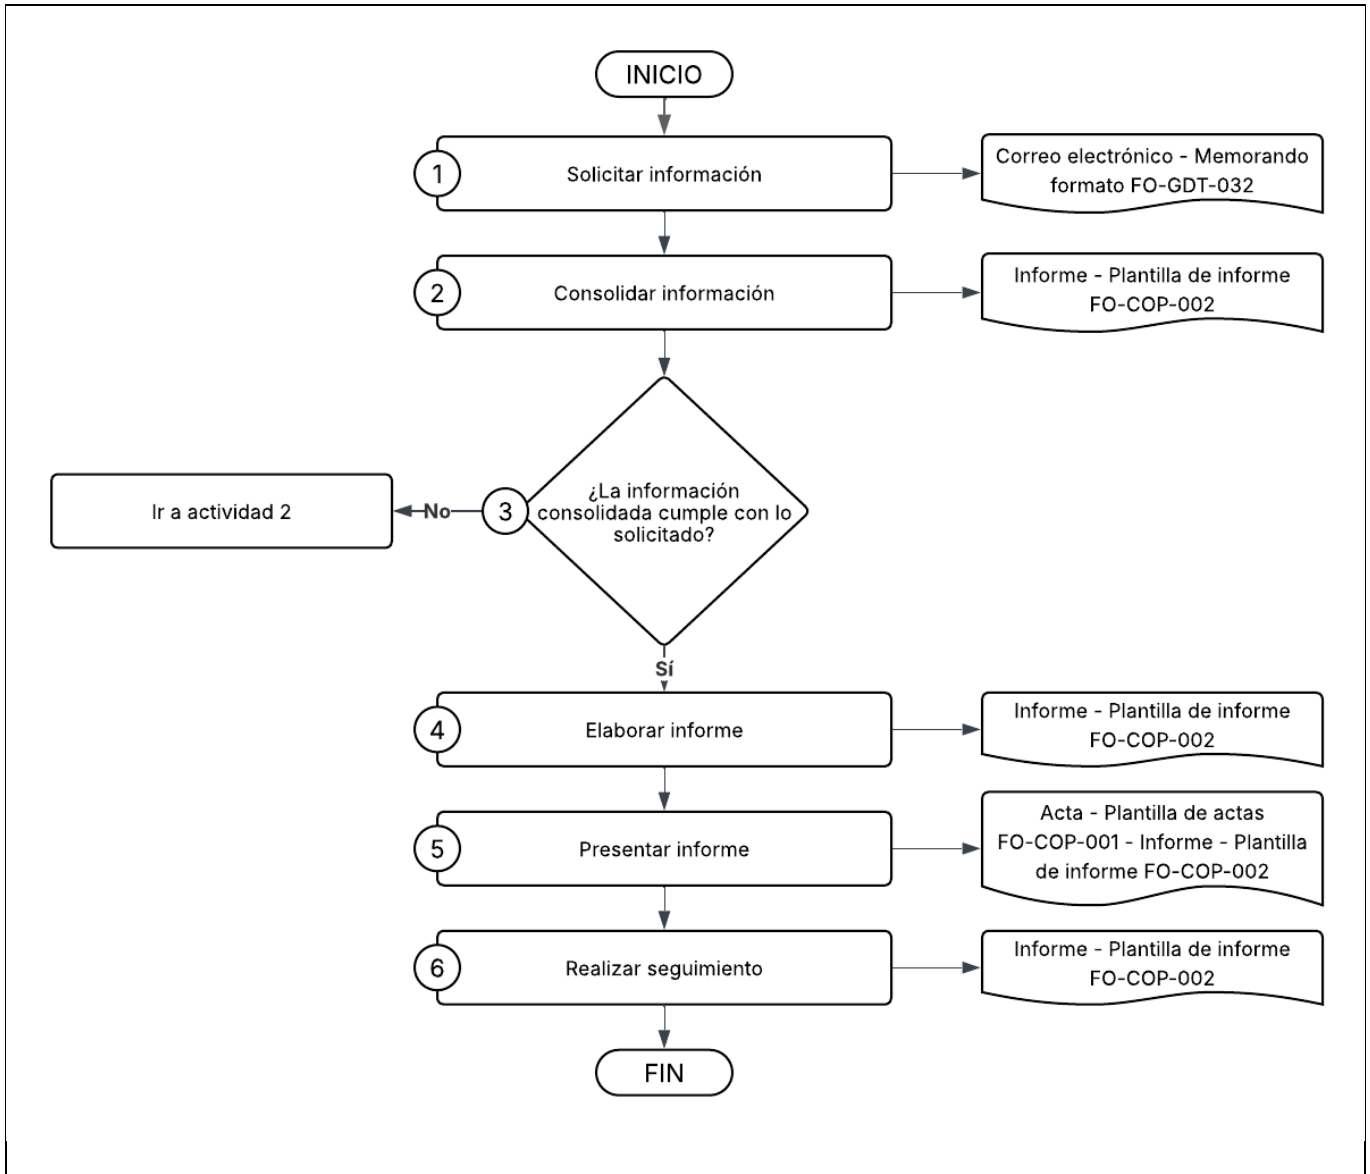 INICIO
1
Solicitar información
Correo electrónico - Memorando
formato FO-GDT-032
2
Consolidar información
Informe - Plantilla de informe
FO-COP-002
¿La información
consolidada cumple con lo
solicitado?
3
No
Ir a actividad 2
Sí
4
Elaborar informe
Informe - Plantilla de informe
FO-COP-002
5
Presentar informe
Acta - Plantilla de actas
FO-COP-001 - Informe - Plantilla
de informe FO-COP-002
6
Realizar seguimiento
Informe - Plantilla de informe
FO-COP-002
FIN